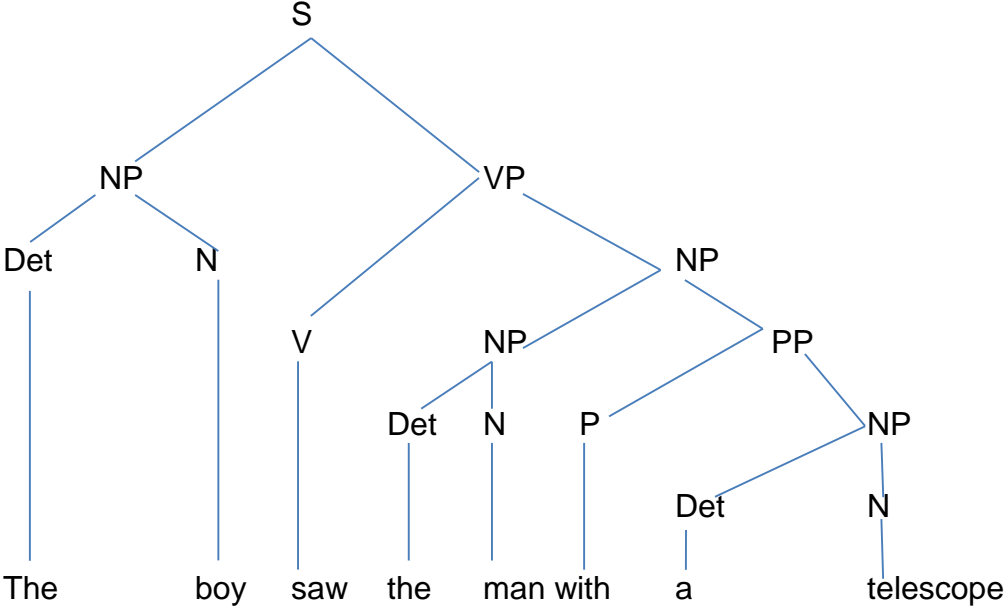 S
NP VP
Det N NP
V NP PP
Det N P NP
Det N
The boy saw the man with a telescope